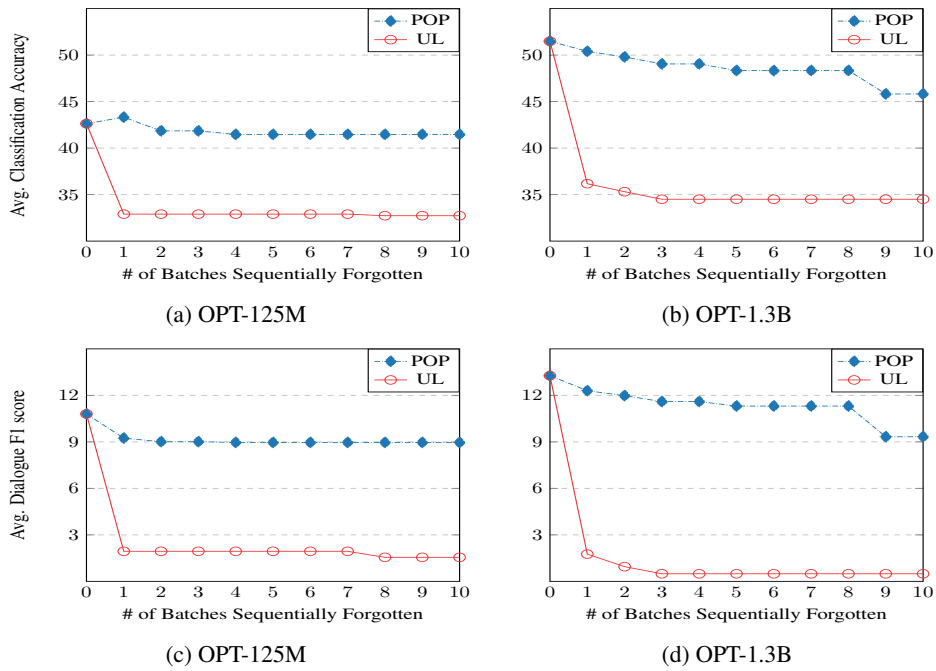 POP
UL
Avg. Classification Accuracy
50
45
40
35
0 1 2 3 4 5 6 7 8 9 10
# of Batches Sequentially Forgotten
(a) OPT-125M
POP
UL
50
45
40
35
0 1 2 3 4 5 6 7 8 9 10
# of Batches Sequentially Forgotten
(b) OPT-1.3B
POP
UL
Avg. Dialogue F1 score
12
9
6
3
0 1 2 3 4 5 6 7 8 9 10
# of Batches Sequentially Forgotten
(c) OPT-125M
POP
UL
12
9
6
3
0 1 2 3 4 5 6 7 8 9 10
# of Batches Sequentially Forgotten
(d) OPT-1.3B